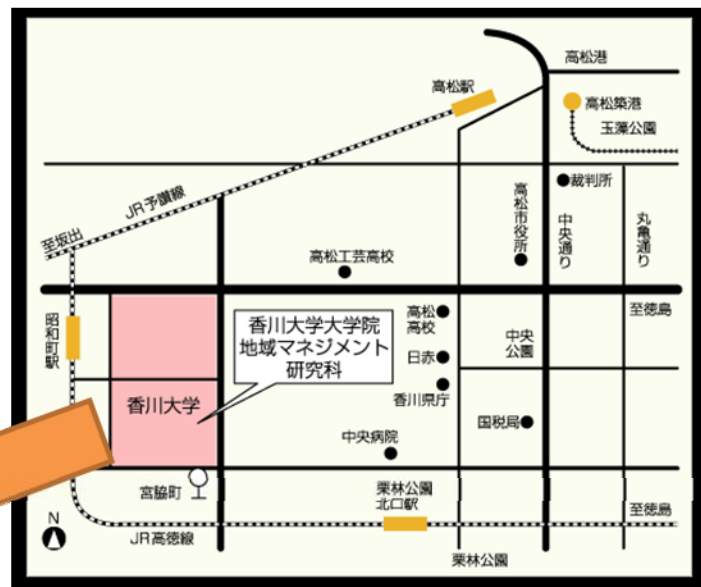 高松港
高松駅
高松築港
玉藻公園
裁判所
JR予讃線
高松
市役所
中央通り
丸亀通り
至坂出
高松工芸高校
至徳島
昭和町駅
香川大学大学院
地域マネジメント
研究科
高松
高校
中央
公園
日赤
香川県庁
香川大学
国税局
中央病院
宮脇町
栗林公園
北口駅
至徳島
N
JR高徳線
栗林公園